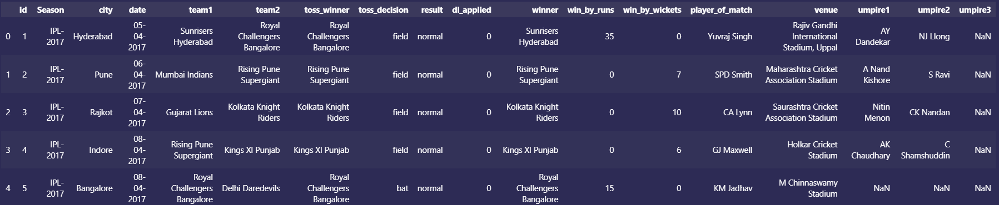 id Season city date team1 team2 toss_winner toss_decision result dl_applied winner win_by_runs win_by_wickets player_of_match venue umpire1 umpire2 umpire3
0 1 IPL-2017 Hyderabad 05-04-2017 Sunrisers Hyderabad Royal Challengers Bangalore Royal Challengers Bangalore field normal 0 Sunrisers Hyderabad 35 0 Yuvraj Singh Rajiv Gandhi International Stadium, Uppal AY Dandekar NJ Llong NaN
1 2 IPL-2017 Pune 06-04-2017 Mumbai Indians Rising Pune Supergiant Rising Pune Supergiant field normal 0 Rising Pune Supergiant 0 7 SPD Smith Maharashtra Cricket Association Stadium A Nand Kishore S Ravi NaN
2 3 IPL-2017 Rajkot 07-04-2017 Gujarat Lions Kolkata Knight Riders Kolkata Knight Riders field normal 0 Kolkata Knight Riders 0 10 CA Lynn Saurashtra Cricket Association Stadium Nitin Menon CK Nandan NaN
3 4 IPL-2017 Indore 08-04-2017 Rising Pune Supergiant Kings XI Punjab Kings XI Punjab field normal 0 Kings XI Punjab 0 6 GJ Maxwell Holkar Cricket Stadium AK Chaudhary C Shamshuddin NaN
4 5 IPL-2017 Bangalore 08-04-2017 Royal Challengers Bangalore Delhi Daredevils Royal Challengers Bangalore bat normal 0 Royal Challengers Bangalore 15 0 KM Jadhav M Chinnaswamy Stadium NaN NaN NaN